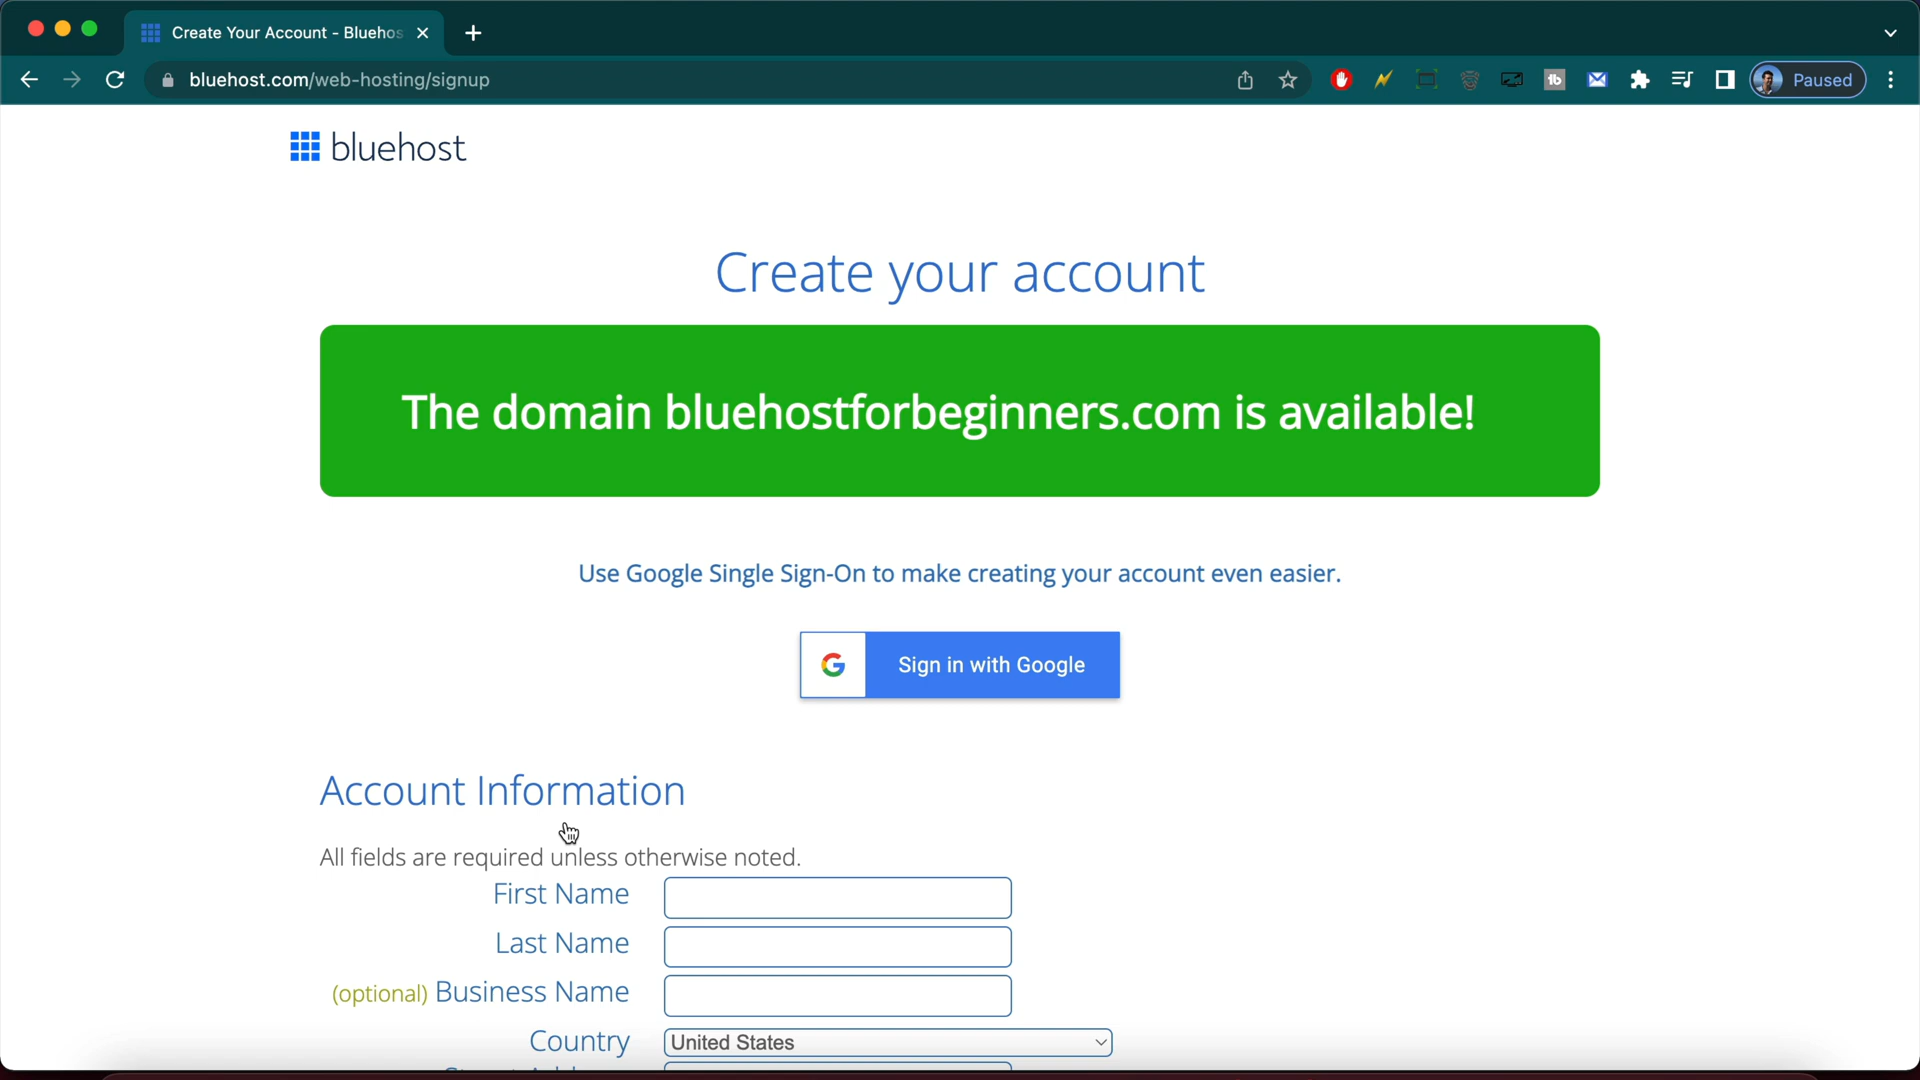 Create Your Account - Bluehos
bluehost.com/web-hosting/signup
tb
Paused
bluehost
Create your account
The domain bluehostforbeginners.com is available!
Use Google Single Sign-On to make creating your account even easier.
G
Sign in with Google
Account Information
All fields are required unless otherwise noted.
First Name
Last Name
(optional) Business Name
Country
United States